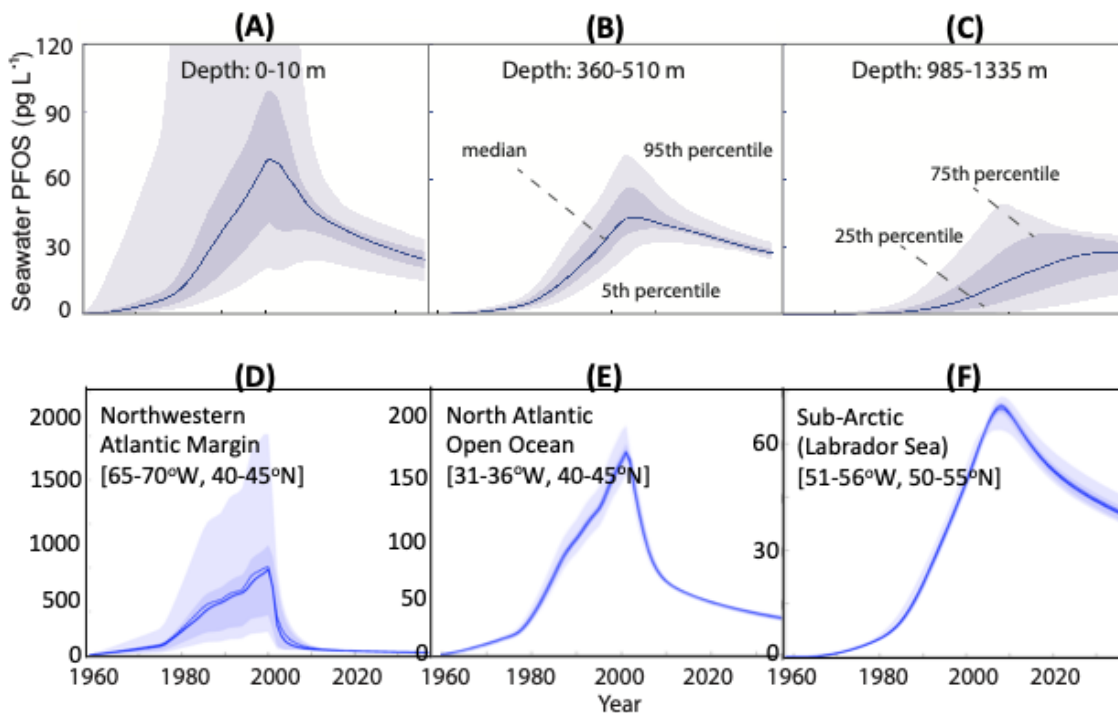 (A)
(B)
(C)
120
90
60
30
0
Seawater PFOS (pg L⁻¹)
Depth: 0-10 m
Depth: 360-510 m
Depth: 985-1335 m
median
95th percentile
5th percentile
75th percentile
25th percentile
(D)
(E)
(F)
2000
1500
1000
500
0
Northwestern
Atlantic Margin
[65-70°W, 40-45°N]
200
150
100
50
0
North Atlantic
Open Ocean
[31-36°W, 40-45°N]
60
30
0
Sub-Arctic
(Labrador Sea)
[51-56°W, 50-55°N]
1960 1980 2000 2020
1960 1980 2000 2020
1960 1980 2000 2020
Year